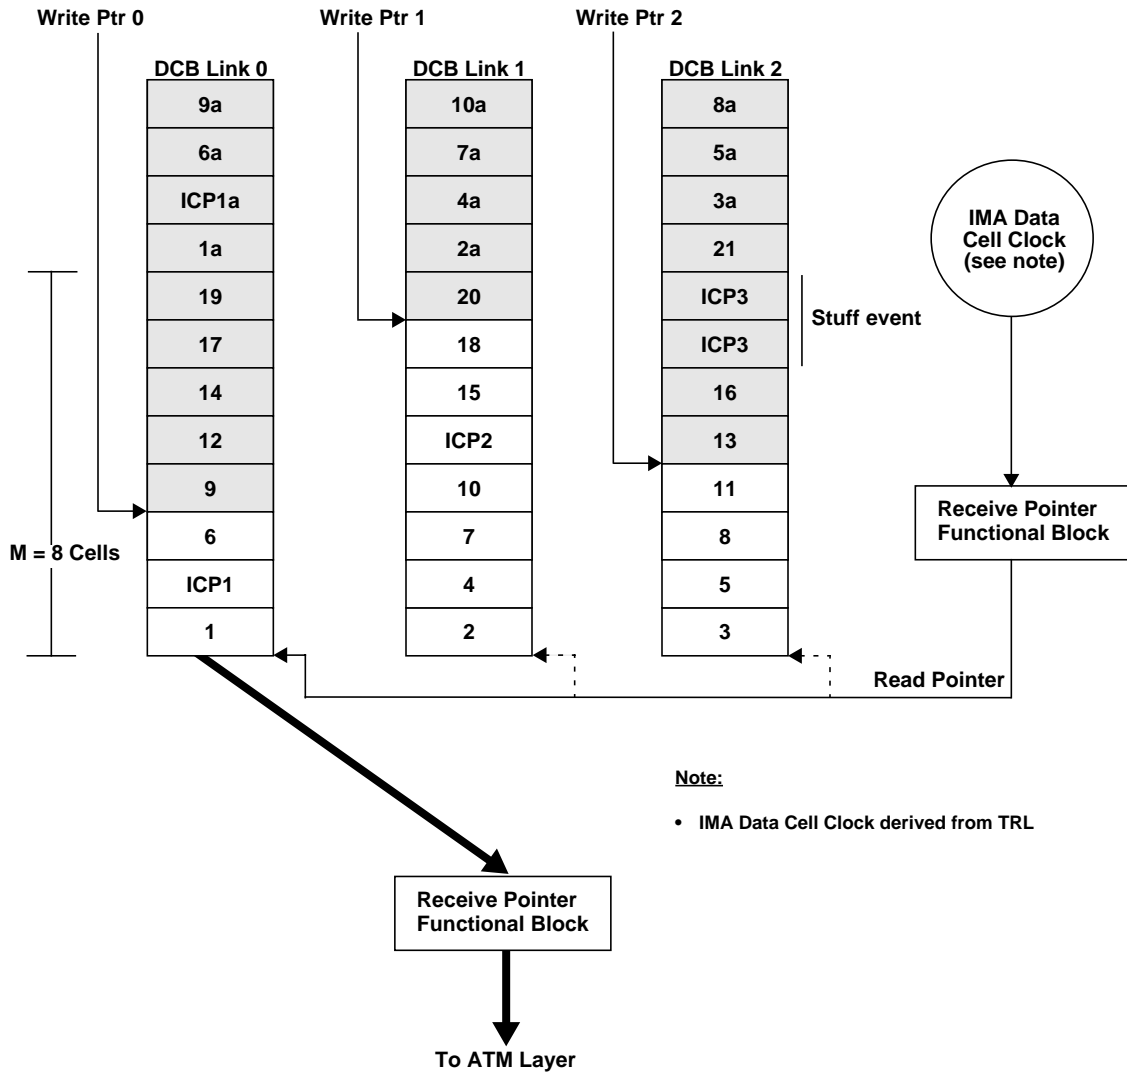 Write Ptr 0 Write Ptr 1 Write Ptr 2
DCB Link 0 DCB Link 1 DCB Link 2
9a 10a 8a
6a 7a 5a
ICP1a 4a 3a
1a 2a 21
19 20 ICP3
17 18 ICP3
14 15 16
12 ICP2 13
9 10 11
6 7 8
ICP1 4 5
1 2 3
M = 8 Cells
Stuff event
IMA Data
Cell Clock
(see note)
Receive Pointer
Functional Block
Read Pointer
Note:
• IMA Data Cell Clock derived from TRL
Receive Pointer
Functional Block
To ATM Layer